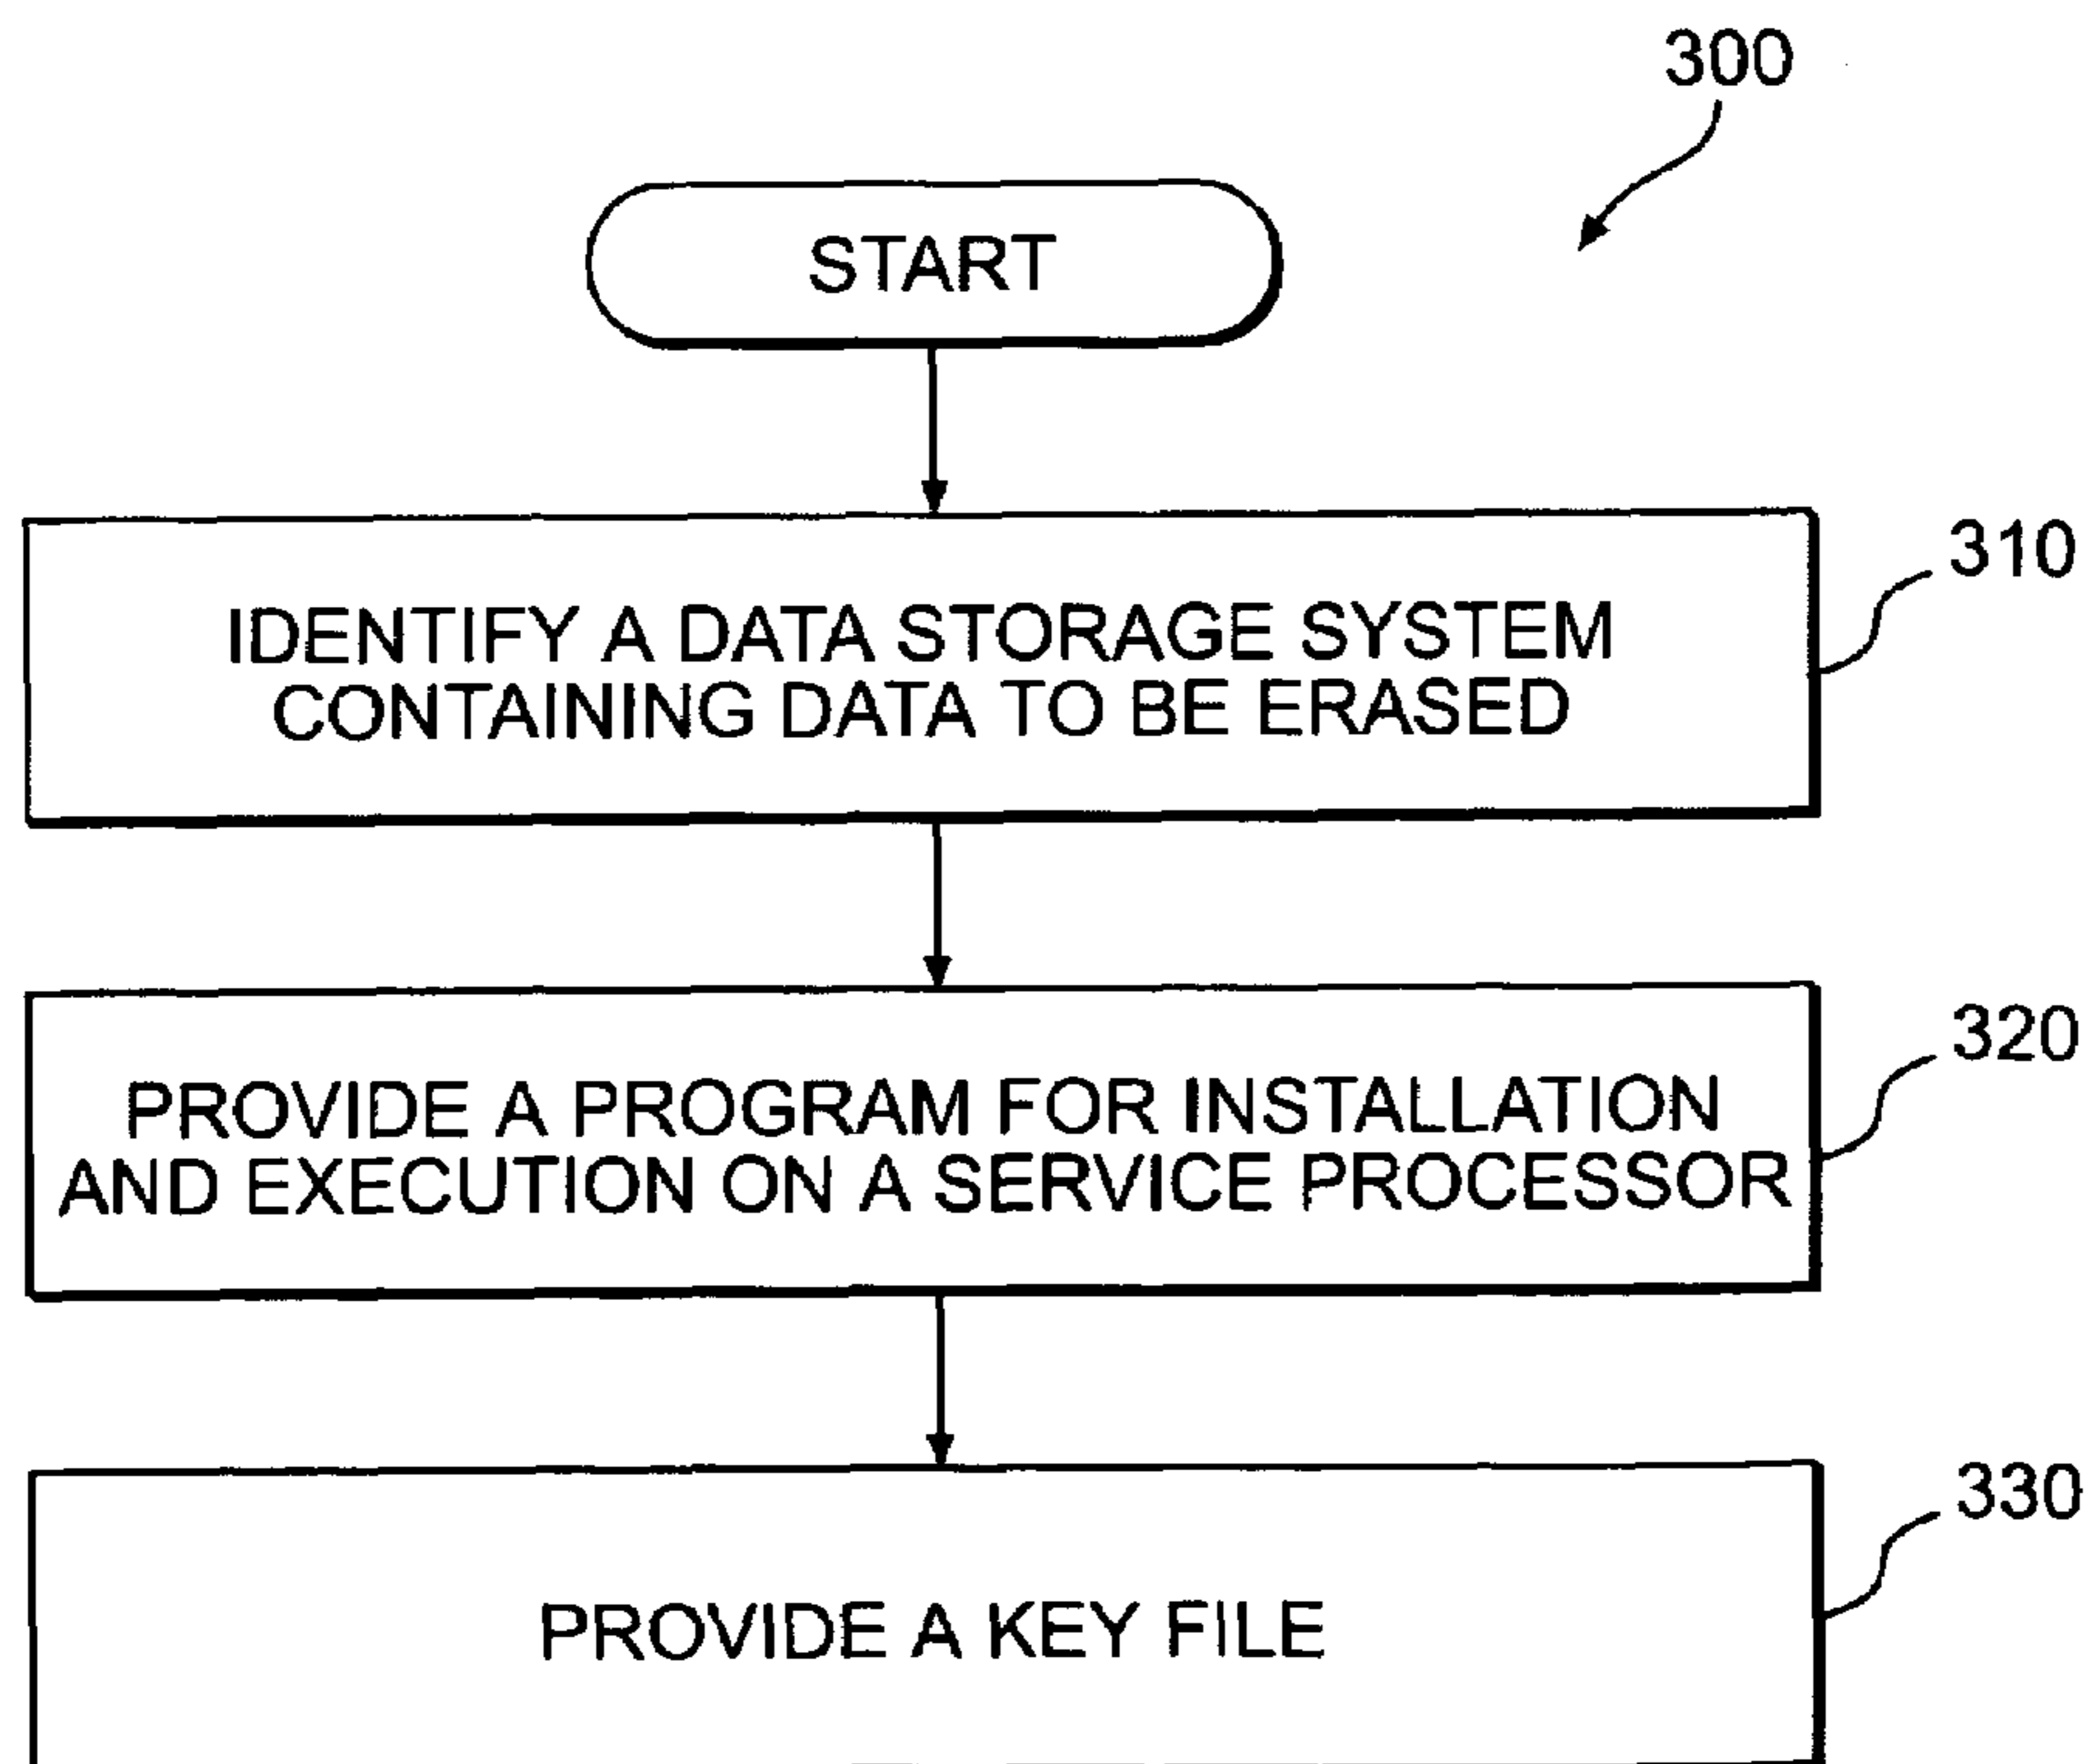 300
START
310
IDENTIFY A DATA STORAGE SYSTEM
CONTAINING DATA TO BE ERASED
320
PROVIDE A PROGRAM FOR INSTALLATION
AND EXECUTION ON A SERVICE PROCESSOR
330
PROVIDE A KEY FILE